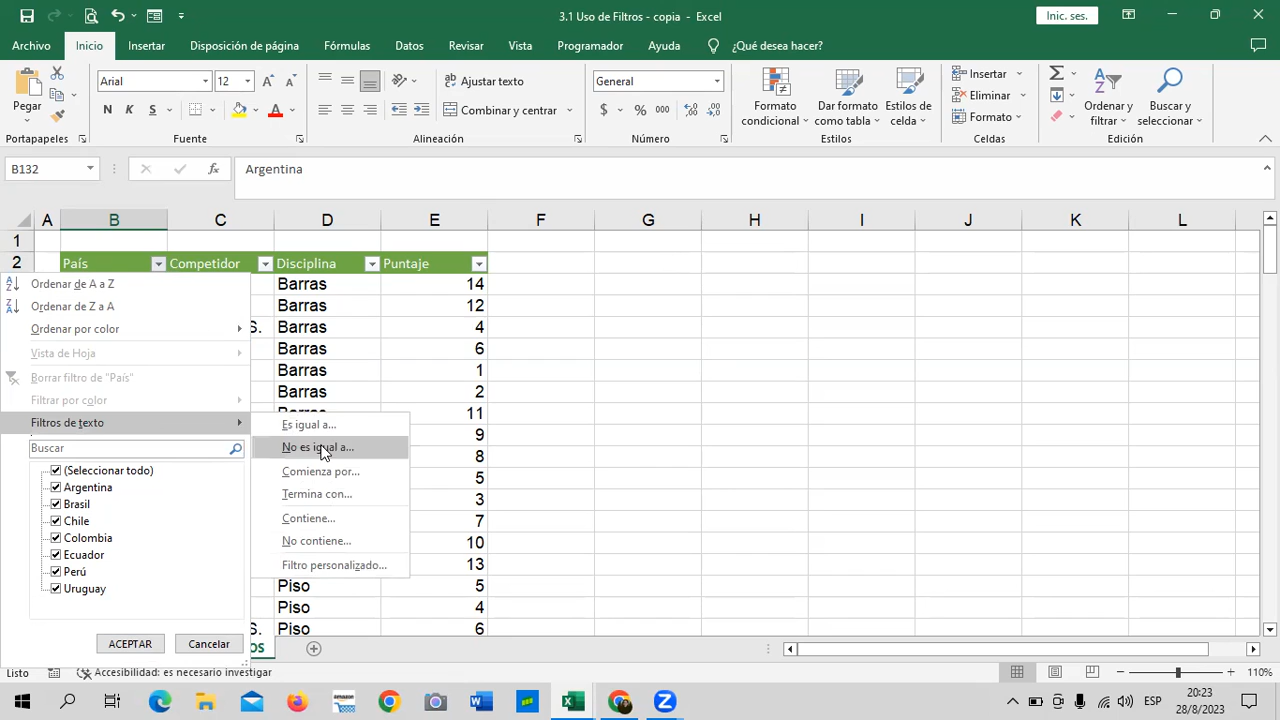 3.1 Uso de Filtros - copia - Excel
Inic. ses.
Archivo Inicio Insertar Disposición de página Fórmulas Datos Revisar Vista Programador Ayuda ¿Qué desea hacer?
Pegar
Arial 12
Ajustar texto
General
Formato condicional
Dar formato como tabla
Estilos de celda
Insertar
Eliminar
Formato
Ordenar y filtrar
Buscar y seleccionar
N K S
Combinar y centrar
$ % 000
Portapapeles Fuente Alineación Número Estilos Celdas Edición
B132 fx Argentina
A B C D E F G H I J K L
1
2 País Competidor Disciplina Puntaje
Barras 14
Barras 12
S. Barras 4
Barras 6
Barras 1
Barras 2
Barras 11
9
8
5
3
7
10
13
Piso 5
Piso 4
S. Piso 6
Ordenar de A a Z
Ordenar de Z a A
Ordenar por color
Vista de Hoja
Borrar filtro de "País"
Filtrar por color
Filtros de texto
Buscar
(Seleccionar todo)
Argentina
Brasil
Chile
Colombia
Ecuador
Perú
Uruguay
ACEPTAR Cancelar
Es igual a...
No es igual a...
Comienza por...
Termina con...
Contiene...
No contiene...
Filtro personalizado...
os
Listo Accesibilidad: es necesario investigar 110%
ESP 20:23
28/8/2023